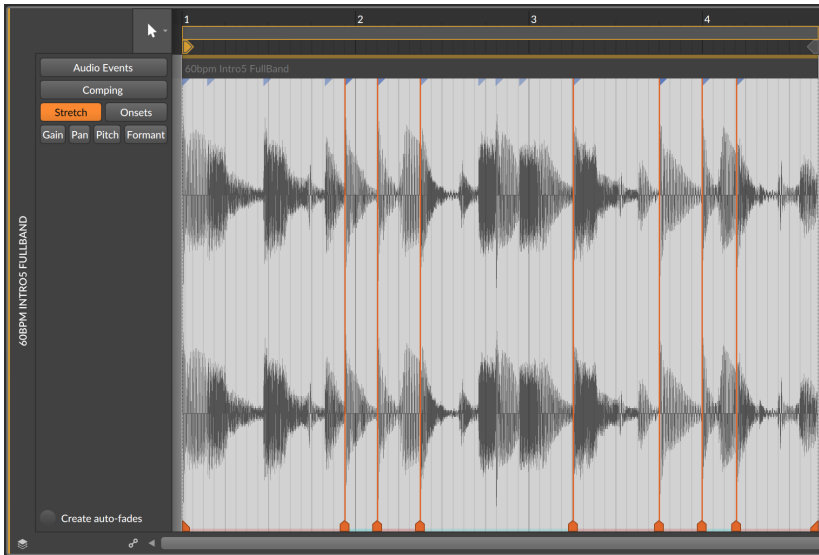 1 2 3 4
60bpm Intro5 FullBand
Audio Events
Comping
Stretch Onsets
Gain Pan Pitch Formant
60BPM INTRO5 FULLBAND
Create auto-fades